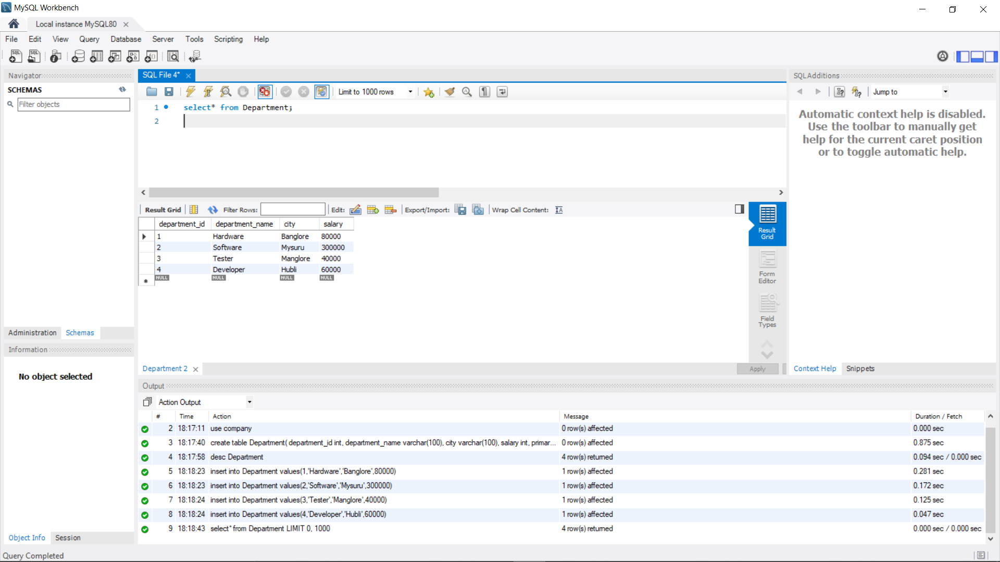 MySQL Workbench
Local instance MySQL80
File Edit View Query Database Server Tools Scripting Help
Navigator
SCHEMAS
Filter objects
Administration Schemas
Information
No object selected
Object Info Session
Query Completed
SQL File 4*
Limit to 1000 rows
1 select* from Department;
2
Result Grid Filter Rows: Edit: Export/Import: Wrap Cell Content:
department_id department_name city salary
1 Hardware Banglore 80000
2 Software Mysuru 300000
3 Tester Manglore 40000
4 Developer Hubli 60000
NULL NULL NULL NULL
Result
Grid
Form
Editor
Field
Types
Department 2
Apply
SQLAdditions
Jump to
Automatic context help is disabled.
Use the toolbar to manually get
help for the current caret position
or to toggle automatic help.
Context Help Snippets
Output
Action Output
# Time Action Message Duration / Fetch
2 18:17:11 use company 0 row(s) affected 0.000 sec
3 18:17:40 create table Department( department_id int, department_name varchar(100), city varchar(100), salary int, primar... 0 row(s) affected 0.875 sec
4 18:17:58 desc Department 4 row(s) returned 0.094 sec / 0.000 sec
5 18:18:23 insert into Department values(1,'Hardware','Banglore',80000) 1 row(s) affected 0.281 sec
6 18:18:23 insert into Department values(2,'Software','Mysuru',300000) 1 row(s) affected 0.172 sec
7 18:18:24 insert into Department values(3,'Tester','Manglore',40000) 1 row(s) affected 0.125 sec
8 18:18:24 insert into Department values(4,'Developer','Hubli',60000) 1 row(s) affected 0.047 sec
9 18:18:43 select* from Department LIMIT 0, 1000 4 row(s) returned 0.000 sec / 0.000 sec